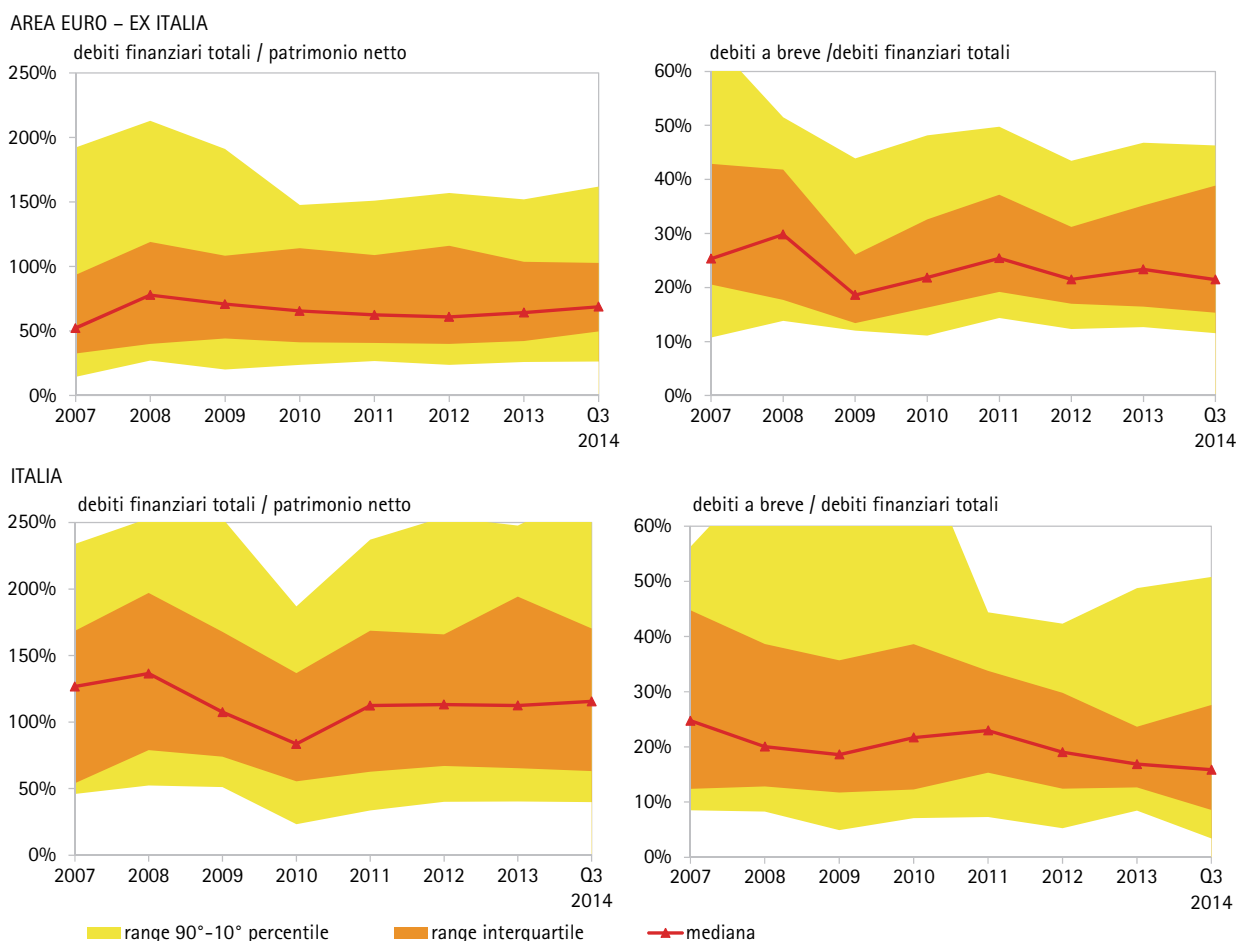 AREA EURO – EX ITALIA
debiti finanziari totali / patrimonio netto
250%
200%
150%
100%
50%
0%
2007 2008 2009 2010 2011 2012 2013 Q3
2014
debiti a breve /debiti finanziari totali
60%
50%
40%
30%
20%
10%
0%
2007 2008 2009 2010 2011 2012 2013 Q3
2014
ITALIA
debiti finanziari totali / patrimonio netto
250%
200%
150%
100%
50%
0%
2007 2008 2009 2010 2011 2012 2013 Q3
2014
debiti a breve / debiti finanziari totali
60%
50%
40%
30%
20%
10%
0%
2007 2008 2009 2010 2011 2012 2013 Q3
2014
range 90°-10° percentile range interquartile mediana